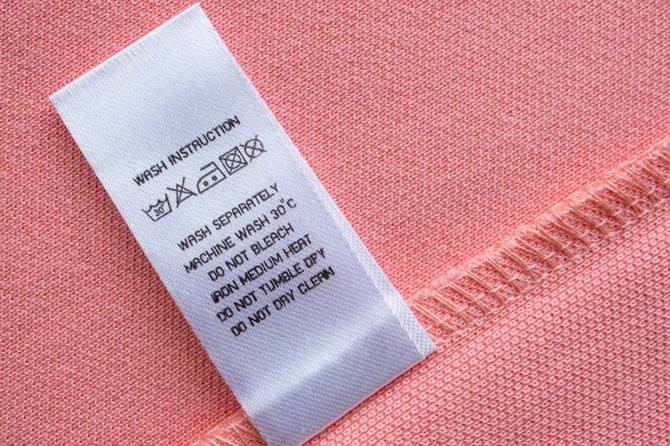 WASH INSTRUCTION
30°
WASH SEPARATELY
MACHINE WASH 30°C
DO NOT BLEACH
IRON MEDIUM HEAT
DO NOT TUMBLE DRY
DO NOT DRY CLEAN